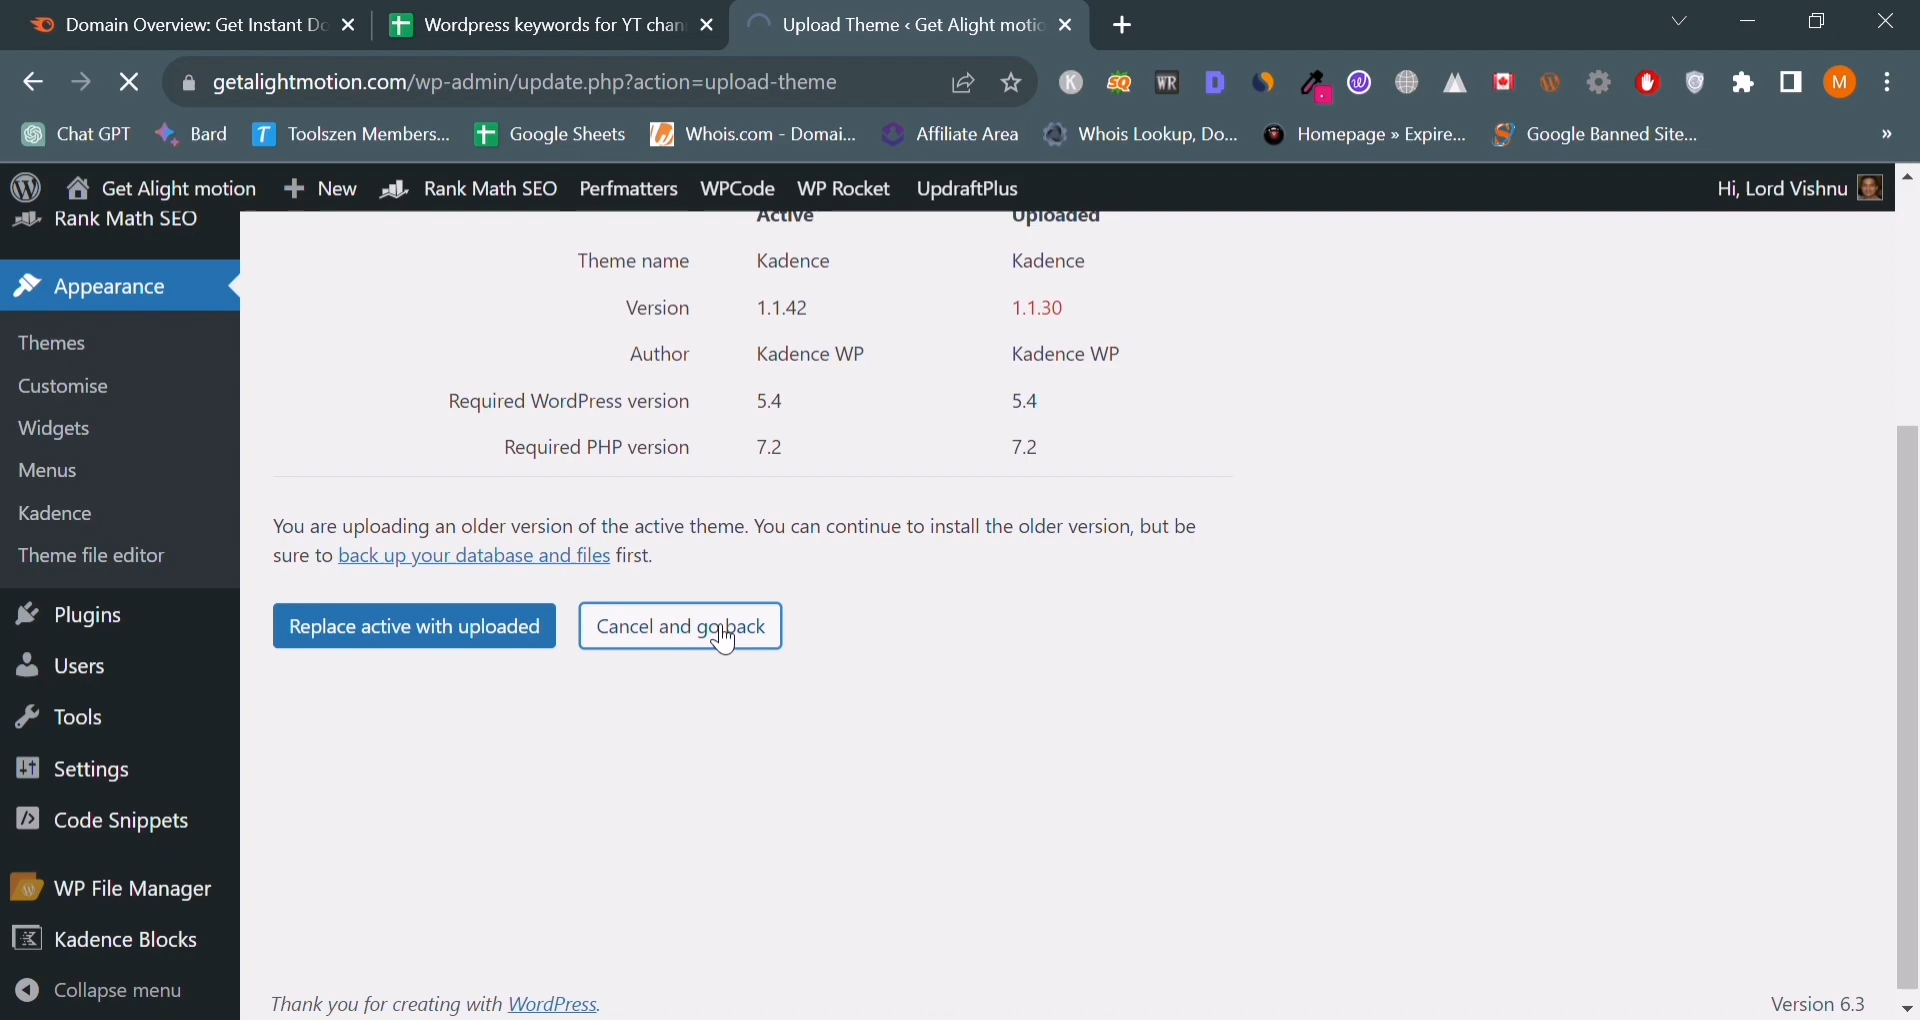 Domain Overview: Get Instant Do
Wordpress keywords for YT chan
Upload Theme ‹ Get Alight motio
getalightmotion.com/wp-admin/update.php?action=upload-theme
Chat GPT
Bard
Toolszen Members...
Google Sheets
Whois.com - Domai...
Affiliate Area
Whois Lookup, Do...
Homepage » Expire...
Google Banned Site...
»
Get Alight motion
New
Rank Math SEO
Perfmatters
WPCode
WP Rocket
UpdraftPlus
Hi, Lord Vishnu
Rank Math SEO
Appearance
Themes
Customise
Widgets
Menus
Kadence
Theme file editor
Plugins
Users
Tools
Settings
Code Snippets
WP File Manager
Kadence Blocks
Collapse menu
Active Uploaded
Theme name Kadence Kadence
Version 1.1.42 1.1.30
Author Kadence WP Kadence WP
Required WordPress version 5.4 5.4
Required PHP version 7.2 7.2
You are uploading an older version of the active theme. You can continue to install the older version, but be
sure to back up your database and files first.
Replace active with uploaded
Cancel and go back
Thank you for creating with WordPress.
Version 6.3